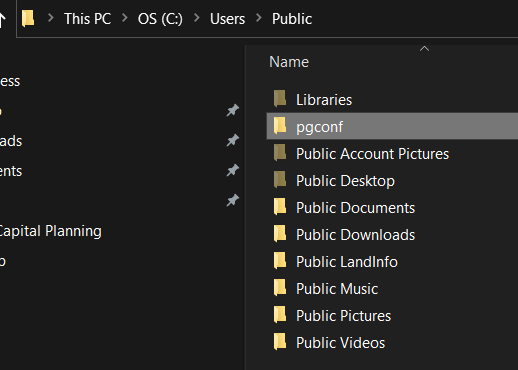 This PC > OS (C:) > Users > Public
Name
ess
Libraries
pgconf
ads
Public Account Pictures
ents
Public Desktop
Public Documents
Capital Planning
Public Downloads
Public LandInfo
Public Music
Public Pictures
Public Videos